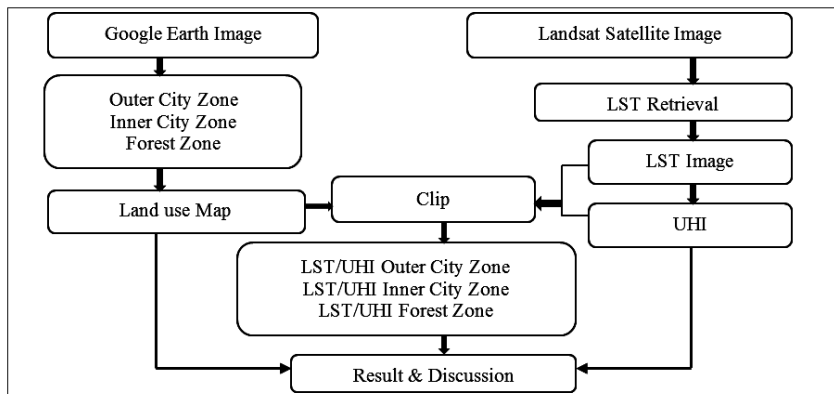 Google Earth Image
Landsat Satellite Image
Outer City Zone
Inner City Zone
Forest Zone
LST Retrieval
LST Image
Land use Map
Clip
UHI
LST/UHI Outer City Zone
LST/UHI Inner City Zone
LST/UHI Forest Zone
Result & Discussion